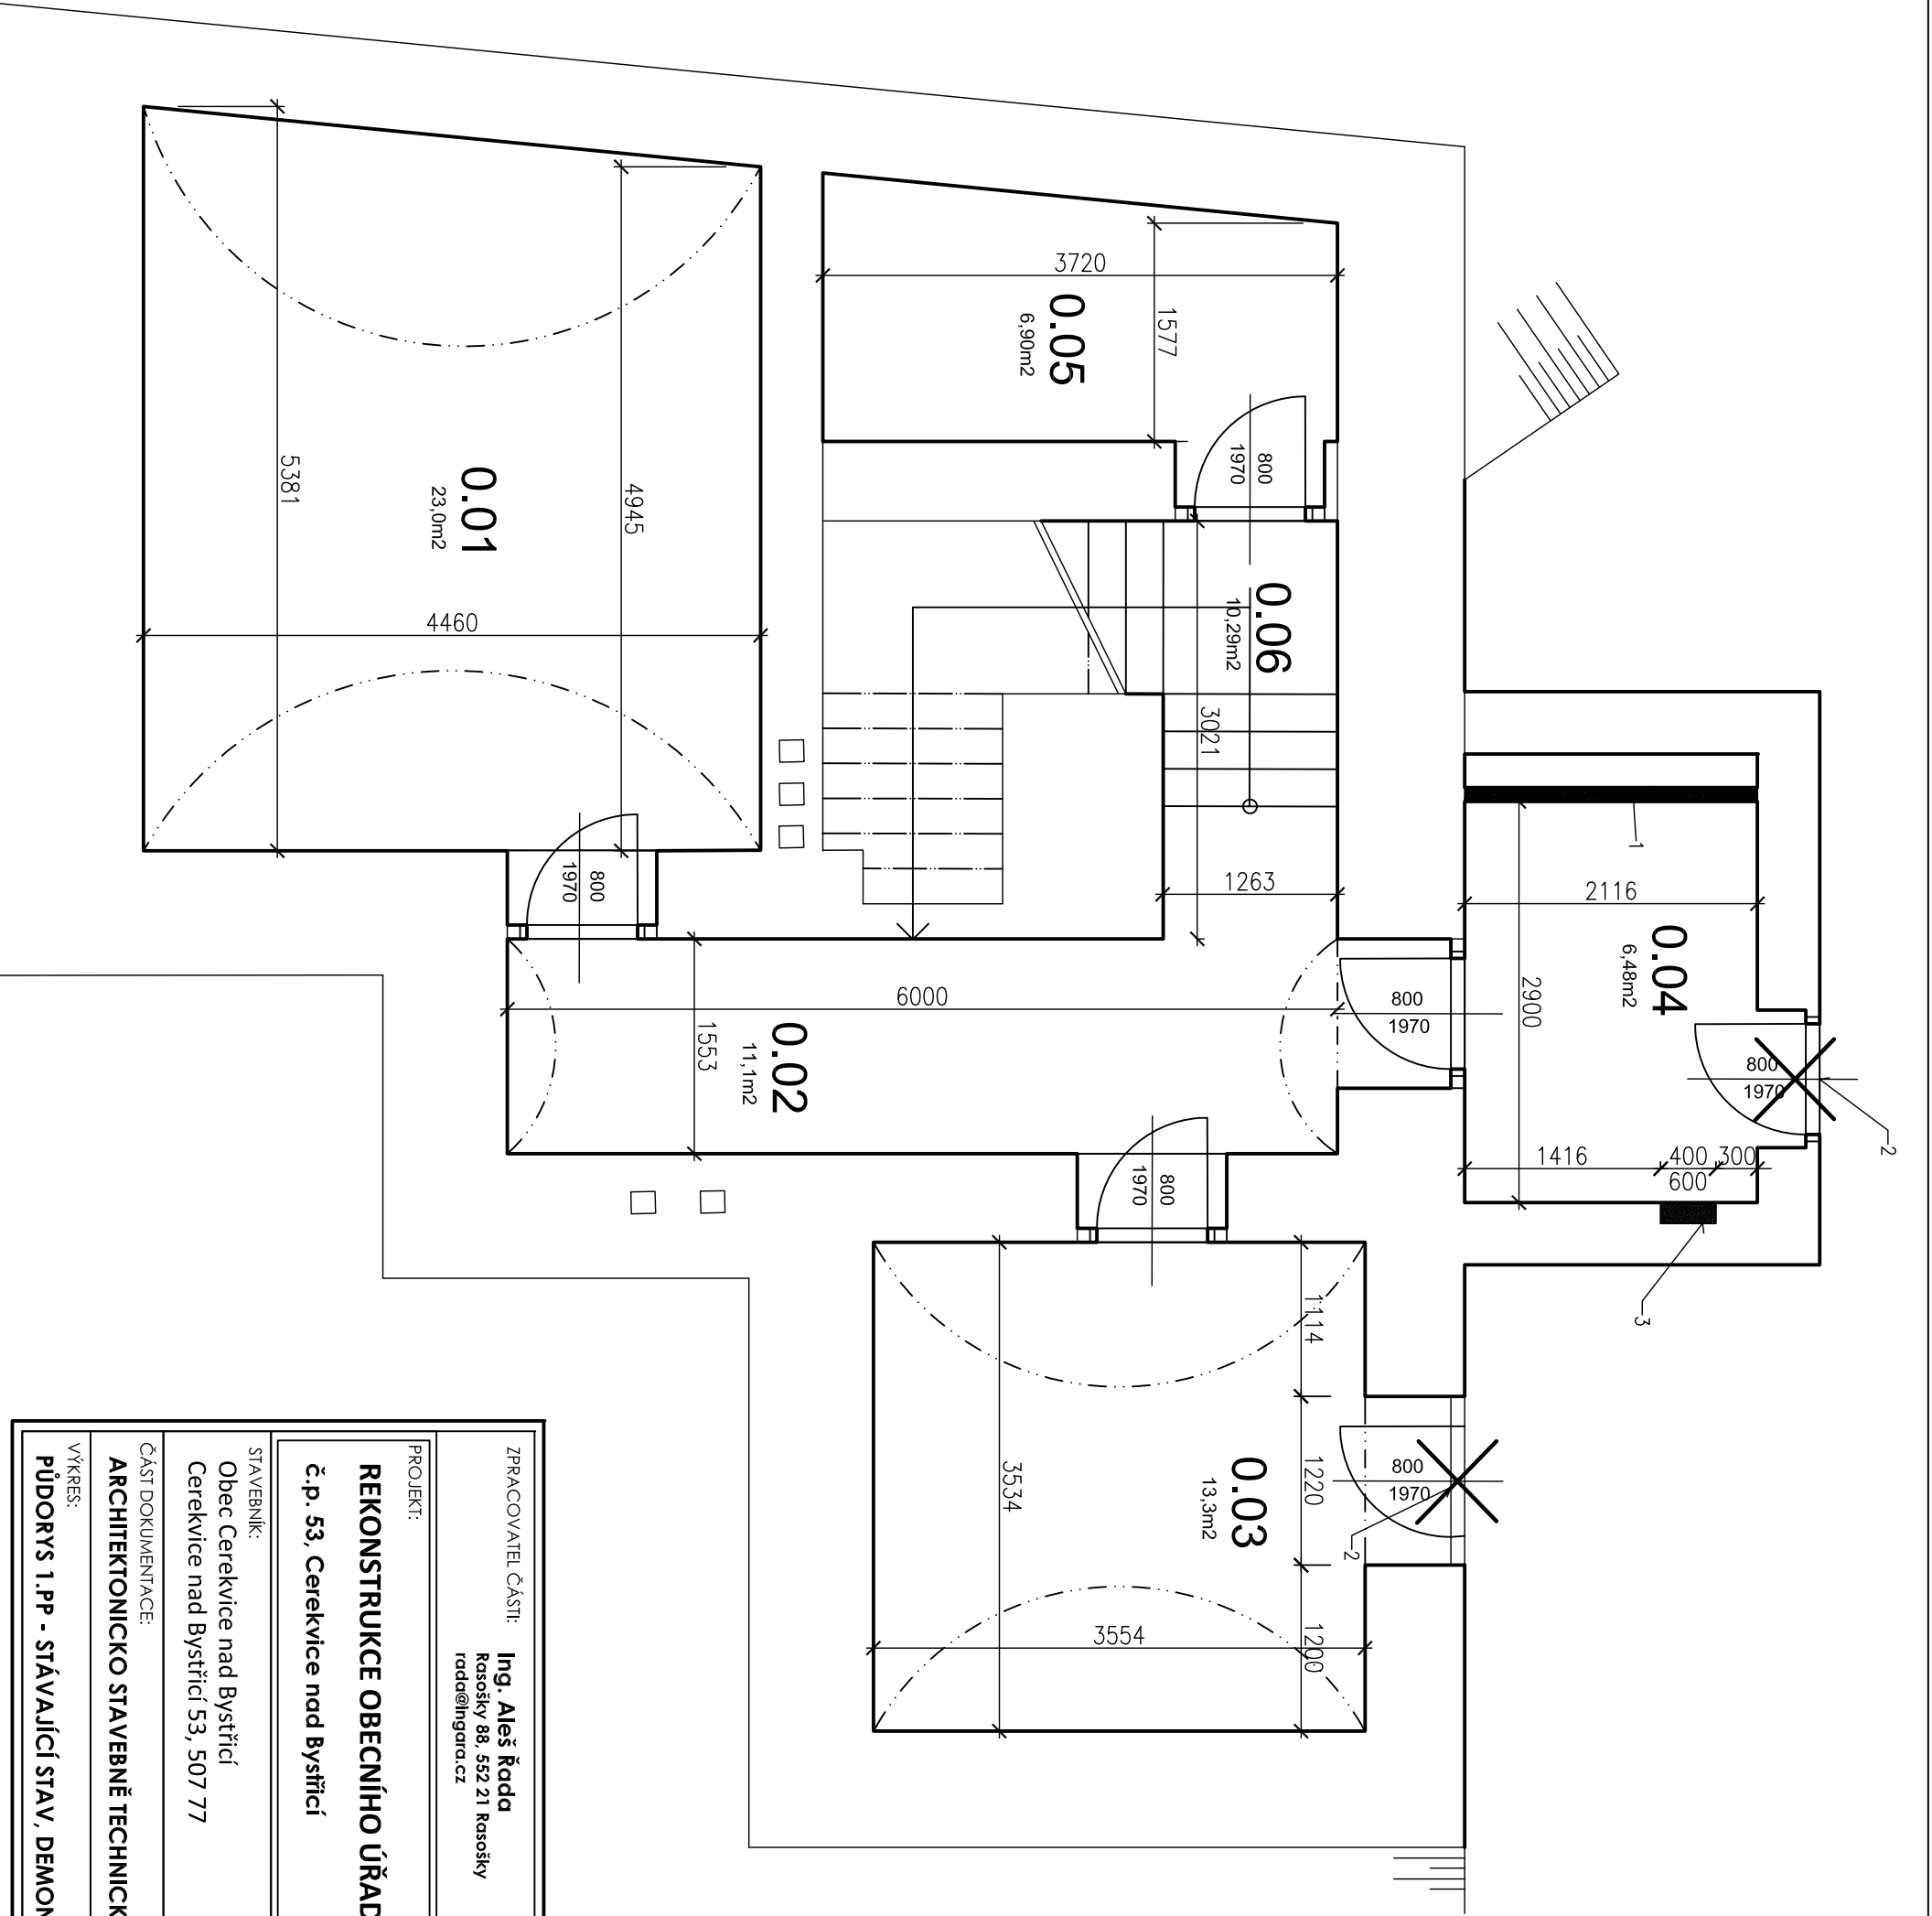 0.01
23,0m2
5381
4945
4460
800
1970
0.05
6,90m2
3720
1577
800
1970
0.06
10,29m2
3021
1263
0.02
11,1m2
6000
1553
800
1970
800
1970
0.04
6,48m2
2116
2900
1416
400
300
600
800
1970
1
2
3
0.03
13,3m2
1114
1220
1200
3534
3554
800
1970
2
ZPRACOVATEL ČÁSTI:
Ing. Aleš Rada
Rasošky 88, 552 21 Rasošky
rada@ingara.cz
PROJEKT:
REKONSTRUKCE OBECNÍHO ÚŘAD
č.p. 53, Cerekvice nad Bystřicí
STAVEBNÍK:
Obec Cerekvice nad Bystřicí
Cerekvice nad Bystřicí 53, 507 77
ČÁST DOKUMENTACE:
ARCHITEKTONICKO STAVEBNĚ TECHNICK
VÝKRES:
PŮDORYS 1.PP - STÁVAJÍCÍ STAV, DEMON